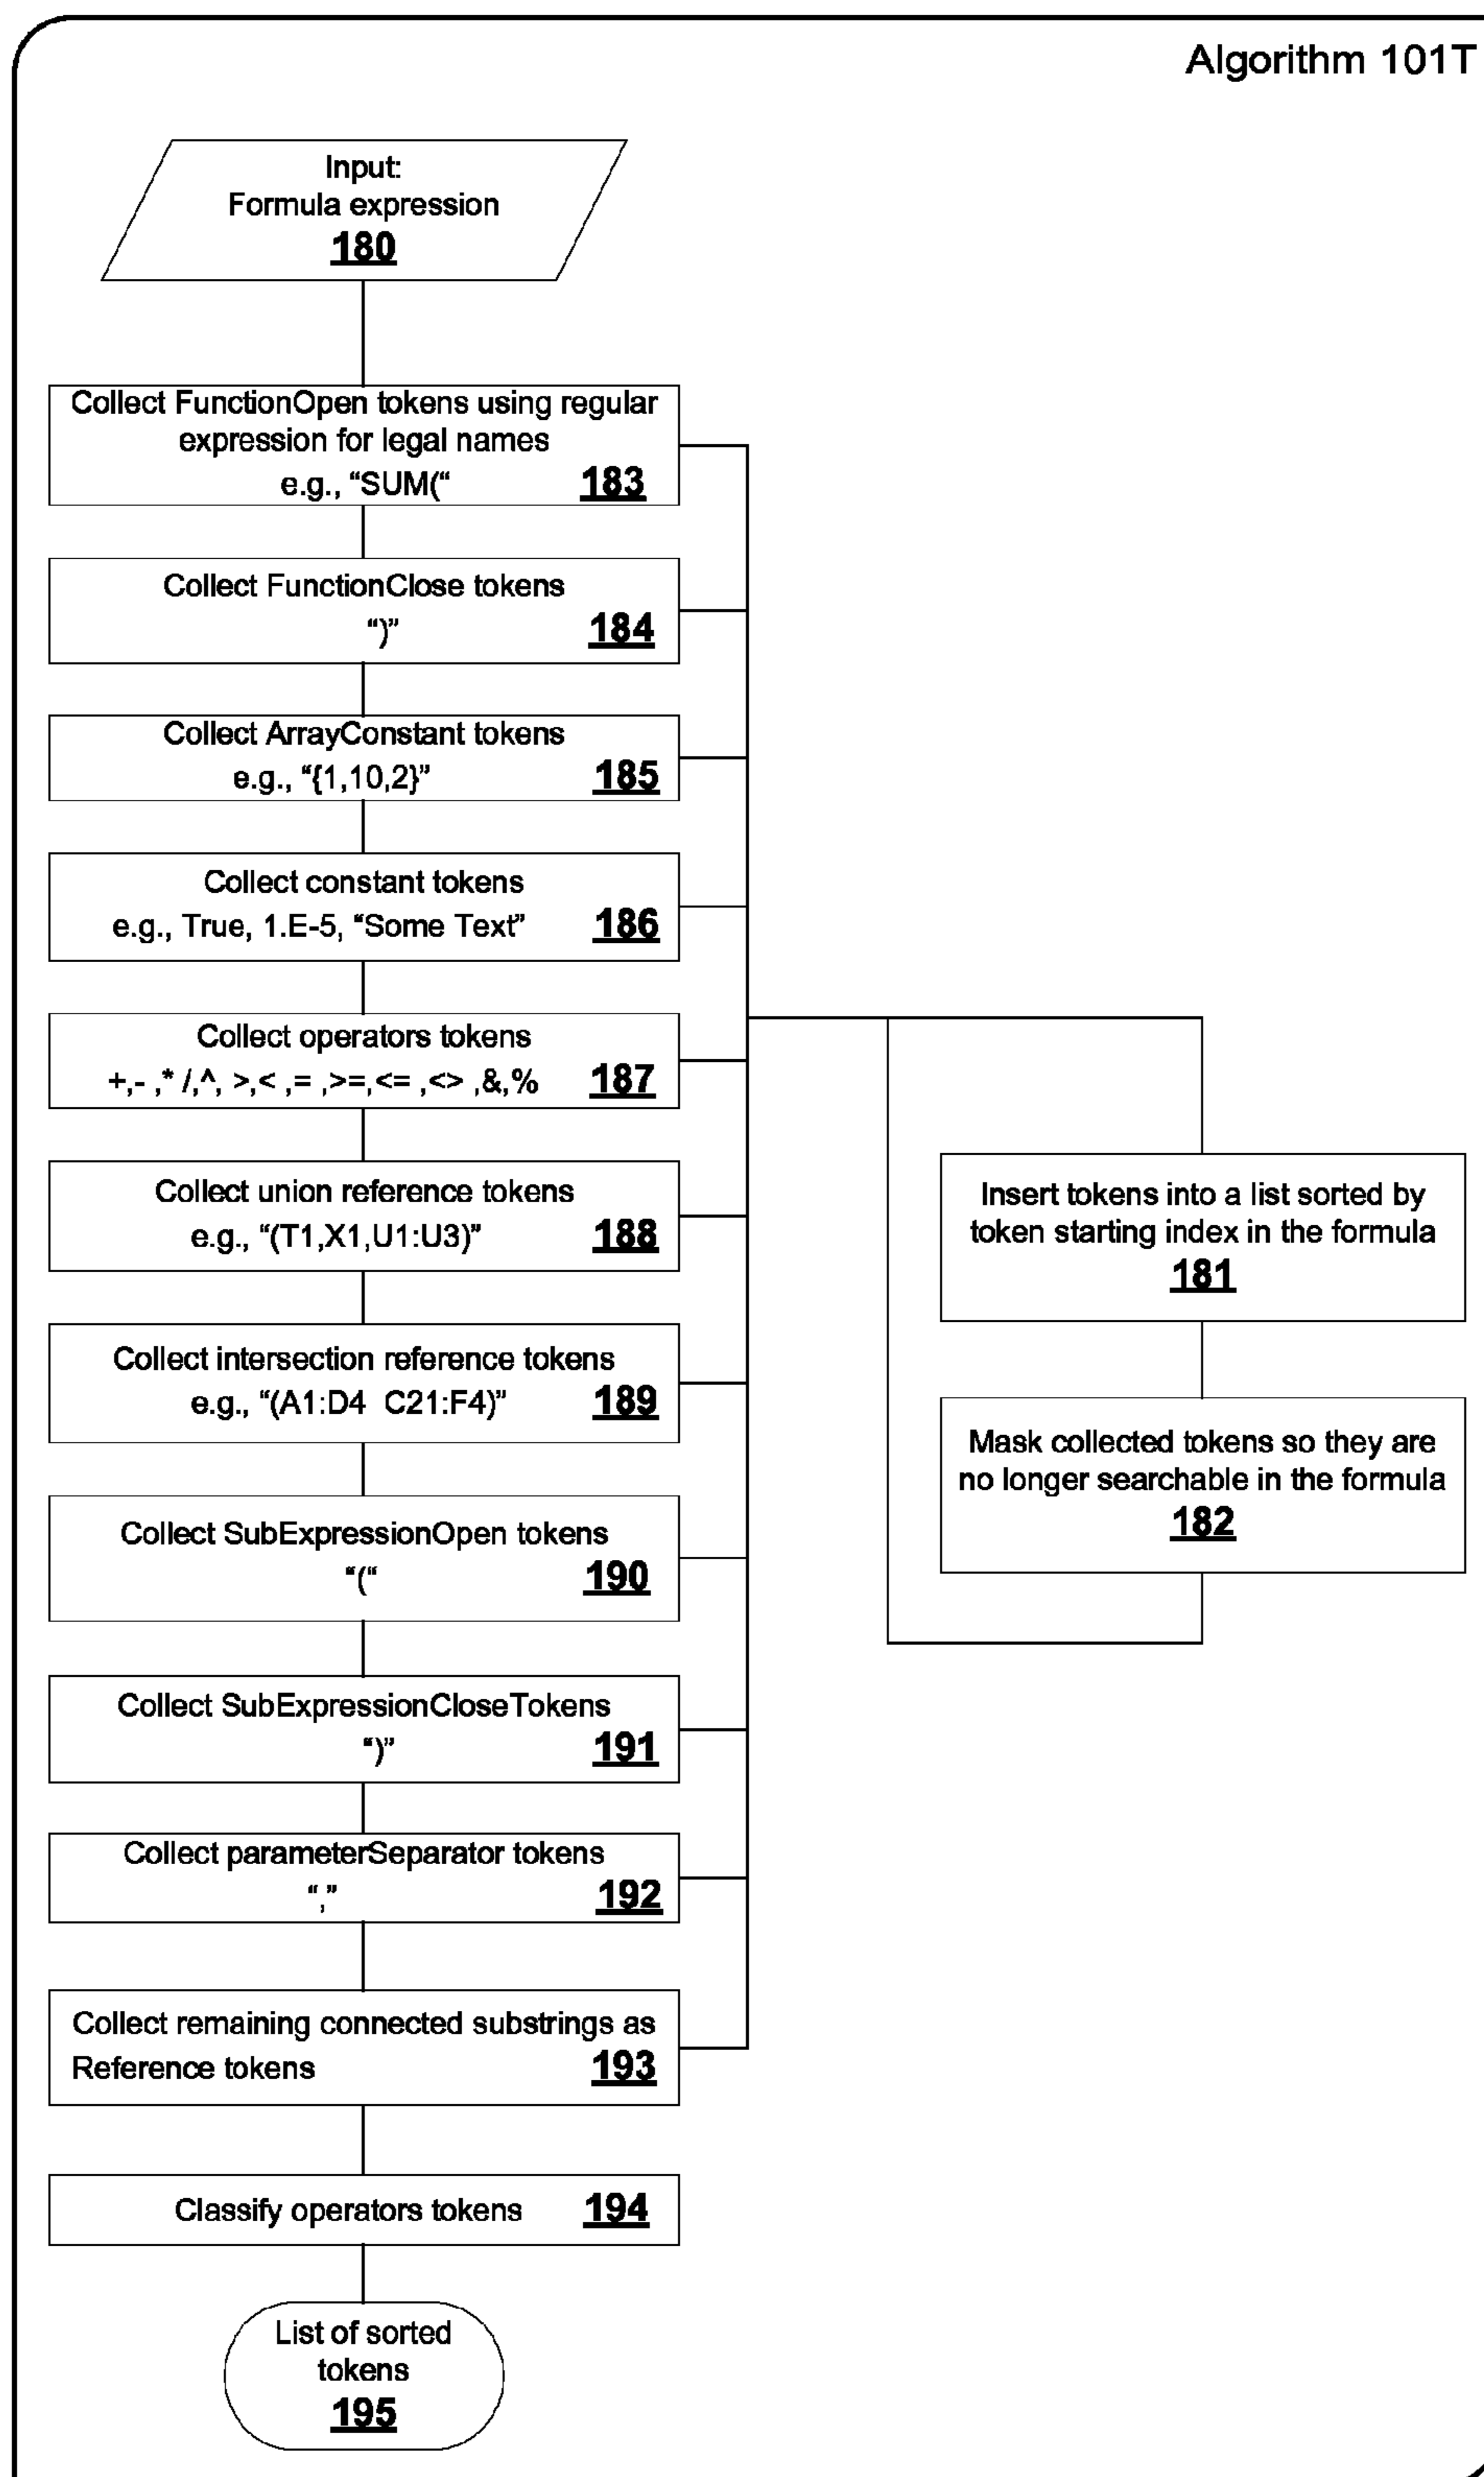 Algorithm 101T
Input:
Formula expression
180
Collect FunctionOpen tokens using regular
expression for legal names
e.g., “SUM(“ 183
Collect FunctionClose tokens
“)” 184
Collect ArrayConstant tokens
e.g., “{1,10,2}” 185
Collect constant tokens
e.g., True, 1.E-5, “Some Text” 186
Collect operators tokens
+,- ,* /,^, >,< ,= ,>=,<= ,<> ,&,% 187
Collect union reference tokens
e.g., “(T1,X1,U1:U3)” 188
Collect intersection reference tokens
e.g., “(A1:D4 C21:F4)” 189
Collect SubExpressionOpen tokens
“(“ 190
Collect SubExpressionCloseTokens
“)” 191
Collect parameterSeparator tokens
“,” 192
Collect remaining connected substrings as
Reference tokens 193
Classify operators tokens 194
List of sorted
tokens
195
Insert tokens into a list sorted by
token starting index in the formula
181
Mask collected tokens so they are
no longer searchable in the formula
182